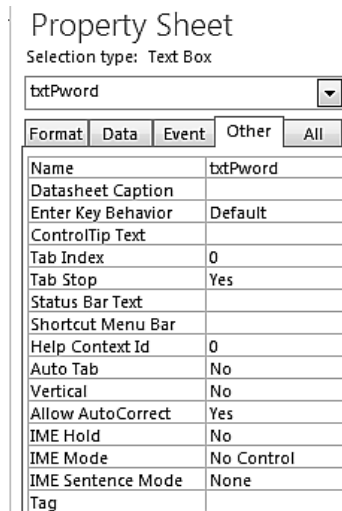 Property Sheet
Selection type: Text Box
txtPword
Format Data Event Other All
Name txtPword
Datasheet Caption
Enter Key Behavior Default
ControlTip Text
Tab Index 0
Tab Stop Yes
Status Bar Text
Shortcut Menu Bar
Help Context Id 0
Auto Tab No
Vertical No
Allow AutoCorrect Yes
IME Hold No
IME Mode No Control
IME Sentence Mode None
Tag